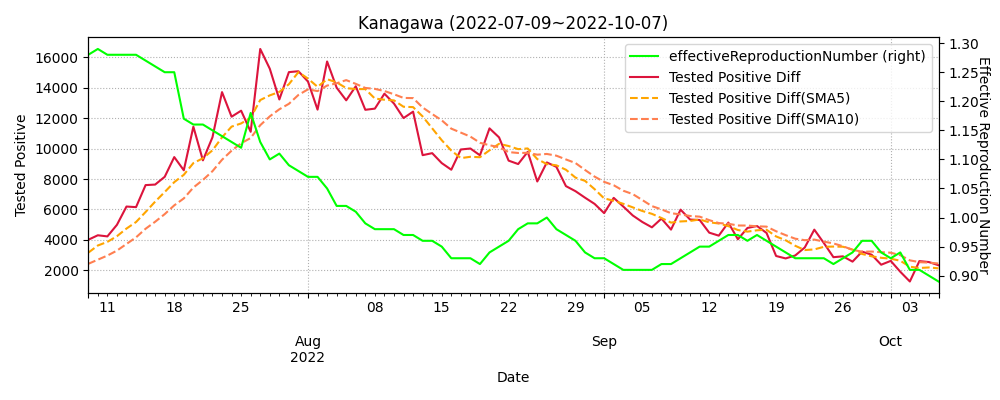 Kanagawa (2022-07-09~2022-10-07)
effectiveReproductionNumber (right)
Tested Positive Diff
Tested Positive Diff(SMA5)
Tested Positive Diff(SMA10)
Tested Positive
16000
14000
12000
10000
8000
6000
4000
2000
Effective Reproduction Number
1.30
1.25
1.20
1.15
1.10
1.05
1.00
0.95
0.90
11 18 25 08 15 22 29 05 12 19 26 03
Aug Sep Oct
2022
Date